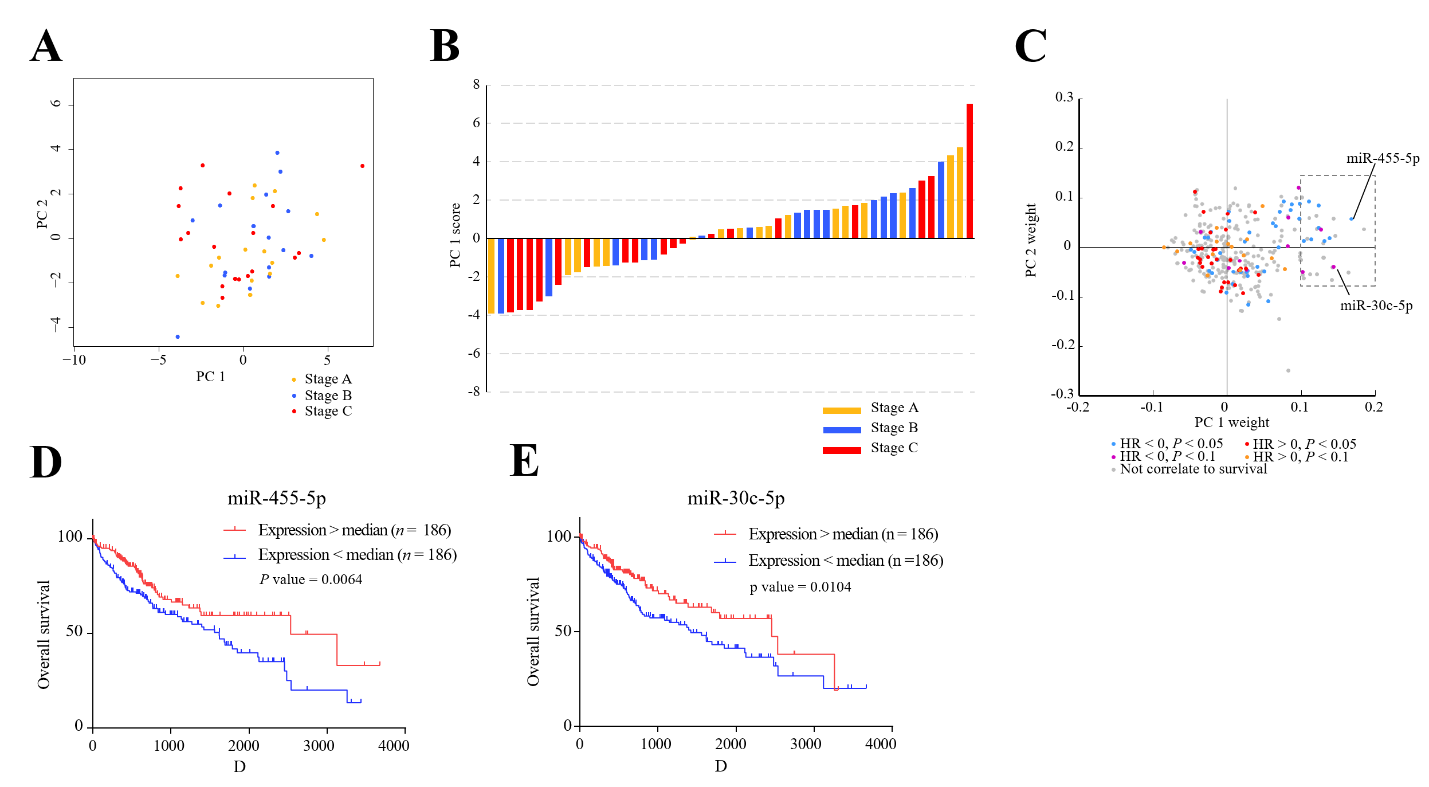 A
B
C
PC 2
6
4
2
0
−2
−4
−10
−5
0
5
PC 1
Stage A
Stage B
Stage C
PC 1 score
8
6
4
2
0
-2
-4
-6
-8
Stage A
Stage B
Stage C
PC 2 weight
0.3
0.2
0.1
0
-0.1
-0.2
-0.3
-0.2
-0.1
0
0.1
0.2
PC 1 weight
miR-455-5p
miR-30c-5p
HR < 0, P < 0.05
HR > 0, P < 0.05
HR < 0, P < 0.1
HR > 0, P < 0.1
Not correlate to survival
D
miR-455-5p
Expression > median (n = 186)
Expression < median (n = 186)
P value = 0.0064
Overall survival
100
50
0
0
1000
2000
3000
4000
D
E
miR-30c-5p
Expression > median (n = 186)
Expression < median (n =186)
p value = 0.0104
Overall survival
100
50
0
0
1000
2000
3000
4000
D